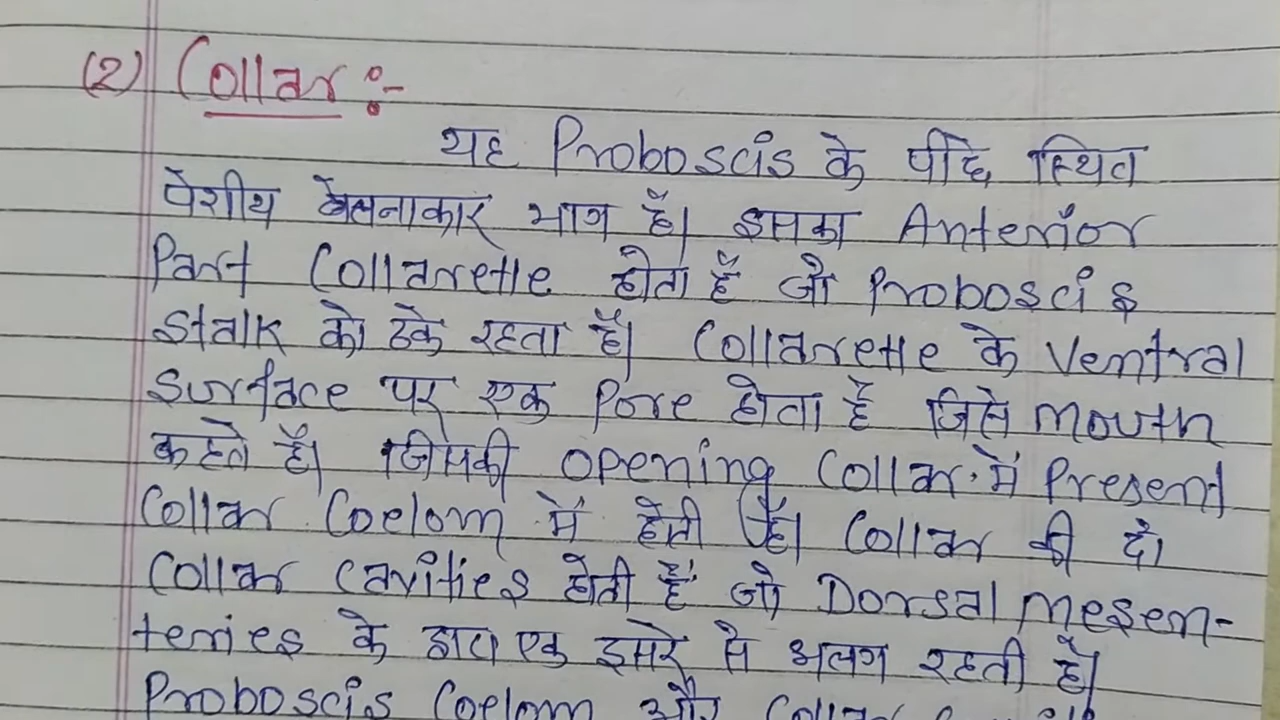 (2) Collar :-
यह Proboscis के पीछे स्थित
पेशीय बेलनाकार भाग है। इसका Anterior
Part Collarette होता है जो Proboscis
Stalk को ढके रहता है। Collarette के Ventral
Surface पर एक Pore होता है जिसे mouth
कहते है। जिसकी opening Collar में Present
Collar Coelom में होती है। Collar की दो
Collar Cavities होती हैं जो Dorsal mesen-
teries के द्वारा एक दूसरे से अलग रहती है।
Proboscis Coelom और